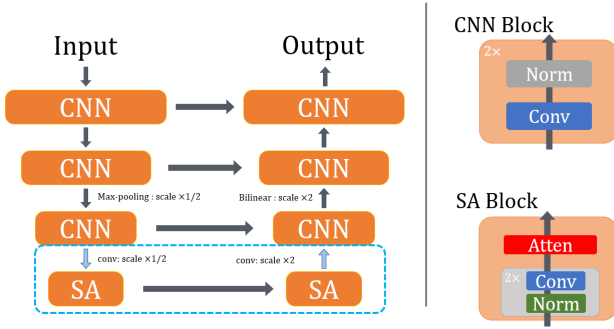 Input
Output
CNN
CNN
CNN
CNN
Max-pooling : scale ×1/2
Bilinear : scale ×2
CNN
CNN
conv: scale ×1/2
conv: scale ×2
SA
SA
CNN Block
2×
Norm
Conv
SA Block
Atten
2×
Conv
Norm